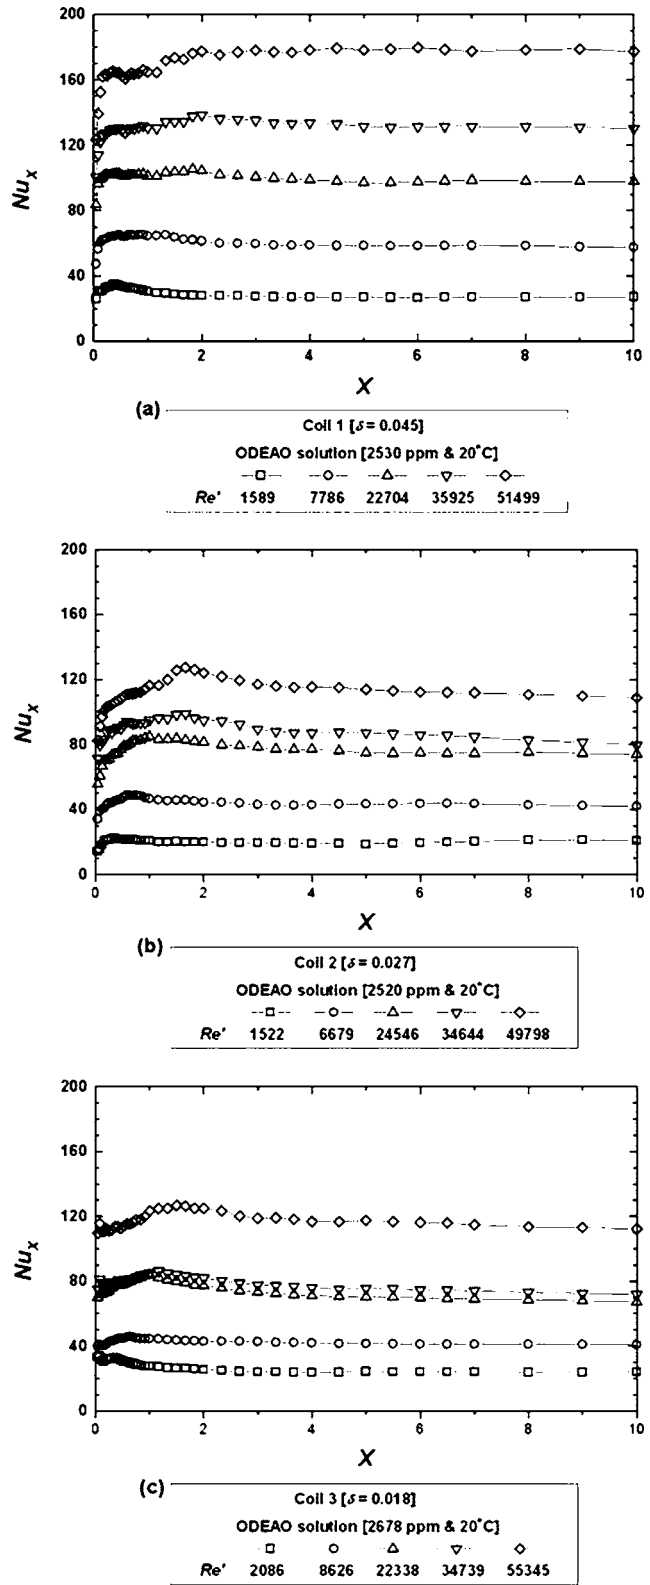 200
160
120
80
40
0
Nu_X
0 2 4 6 8 10
X
(a)
Coil 1 [δ = 0.045]
ODEAO solution [2530 ppm & 20°C]
Re' 1589 7786 22704 35925 51499
200
160
120
80
40
0
Nu_X
0 2 4 6 8 10
X
(b)
Coil 2 [δ = 0.027]
ODEAO solution [2520 ppm & 20°C]
Re' 1522 6679 24546 34644 49798
200
160
120
80
40
0
Nu_X
0 2 4 6 8 10
X
(c)
Coil 3 [δ = 0.018]
ODEAO solution [2678 ppm & 20°C]
Re' 2086 8626 22338 34739 55345